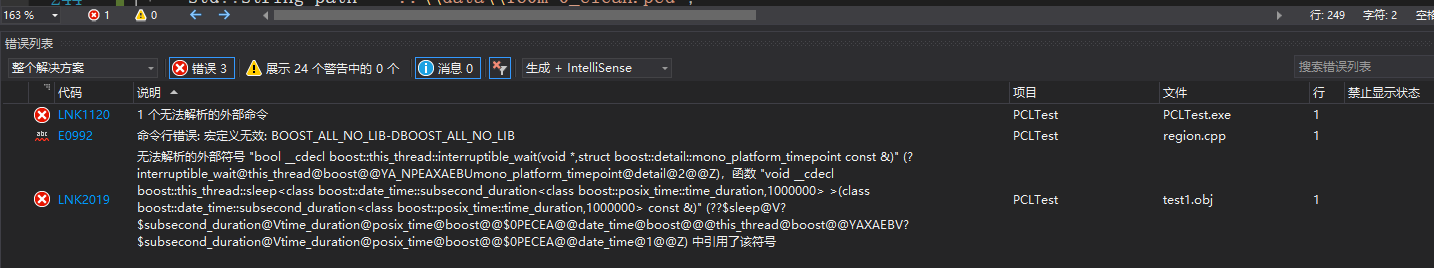 163 %
1
0
行: 249
字符: 2
空格
错误列表
整个解决方案
错误 3
展示 24 个警告中的 0 个
消息 0
生成 + IntelliSense
搜索错误列表
代码
说明
项目
文件
行
禁止显示状态
LNK1120
1 个无法解析的外部命令
PCLTest
PCLTest.exe
1
abc
E0992
命令行错误: 宏定义无效: BOOST_ALL_NO_LIB-DBOOST_ALL_NO_LIB
PCLTest
region.cpp
1
LNK2019
无法解析的外部符号 "bool __cdecl boost::this_thread::interruptible_wait(void *,struct boost::detail::mono_platform_timepoint const &)" (?
interruptible_wait@this_thread@boost@@YA_NPEAXAEBUmono_platform_timepoint@detail@2@@Z)，函数 "void __cdecl
boost::this_thread::sleep<class boost::date_time::subsecond_duration<class boost::posix_time::time_duration,1000000> >(class
boost::date_time::subsecond_duration<class boost::posix_time::time_duration,1000000> const &)" (??$sleep@V?
$subsecond_duration@Vtime_duration@posix_time@boost@@$0PECEA@@date_time@boost@@@this_thread@boost@@YAXAEBV?
$subsecond_duration@Vtime_duration@posix_time@boost@@$0PECEA@@date_time@1@@Z) 中引用了该符号
PCLTest
test1.obj
1